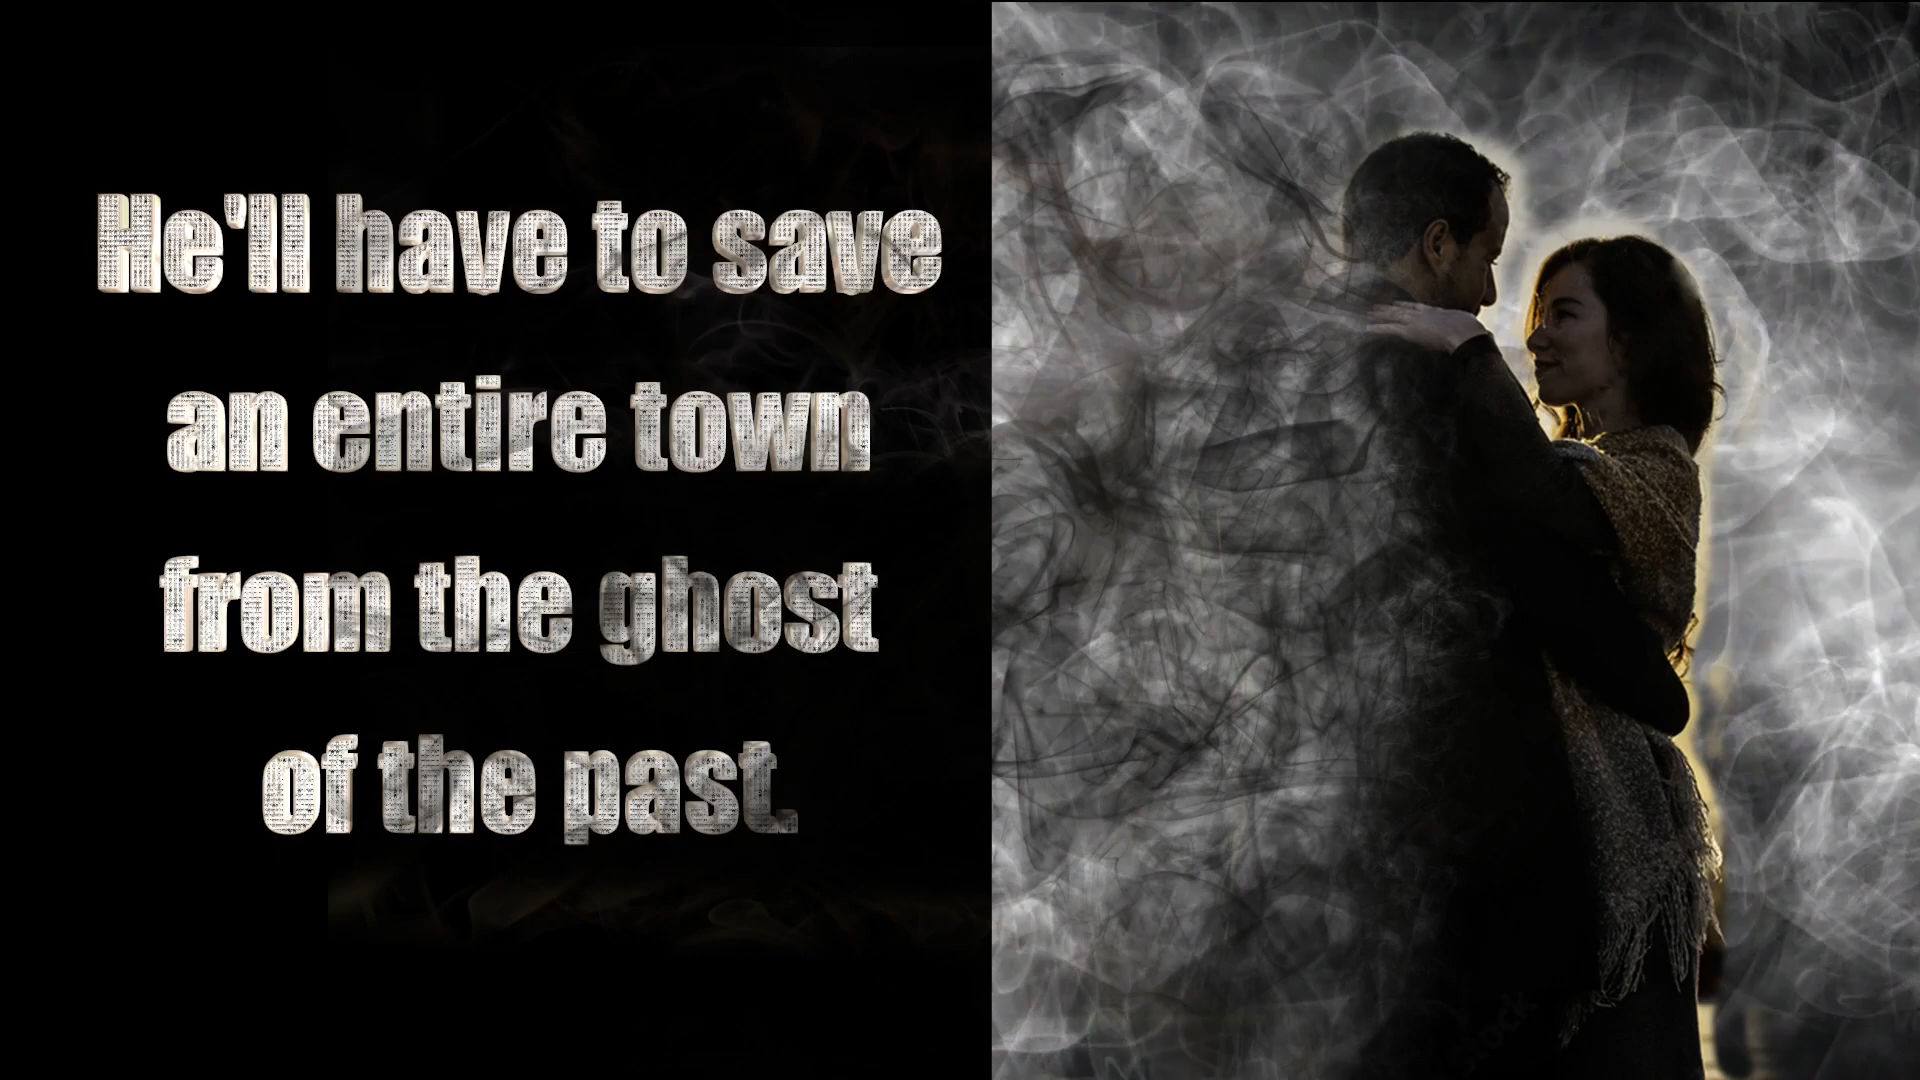 He'll have to save
an entire town
from the ghost
of the past.